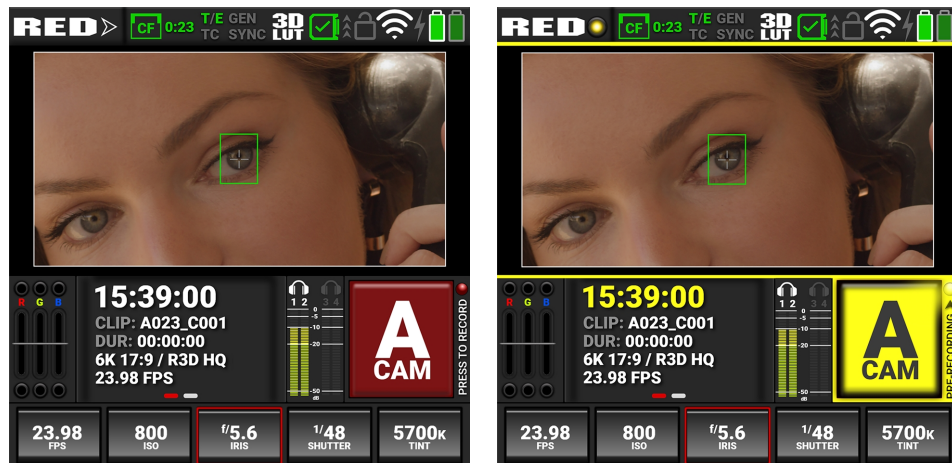 RED
CF 0:23
T/E GEN
TC SYNC
3D
LUT
15:39:00
CLIP: A023_C001
DUR: 00:00:00
6K 17:9 / R3D HQ
23.98 FPS
R G B
1 2 3 4
0
-5
-10
-20
-50
dB
A
CAM
PRESS TO RECORD
23.98
FPS
800
ISO
f/5.6
IRIS
1/48
SHUTTER
5700K
TINT
RED
CF 0:23
T/E GEN
TC SYNC
3D
LUT
15:39:00
CLIP: A023_C001
DUR: 00:00:00
6K 17:9 / R3D HQ
23.98 FPS
R G B
1 2 3 4
0
-5
-10
-20
-50
dB
A
CAM
PRE-RECORDING
23.98
FPS
800
ISO
f/5.6
IRIS
1/48
SHUTTER
5700K
TINT